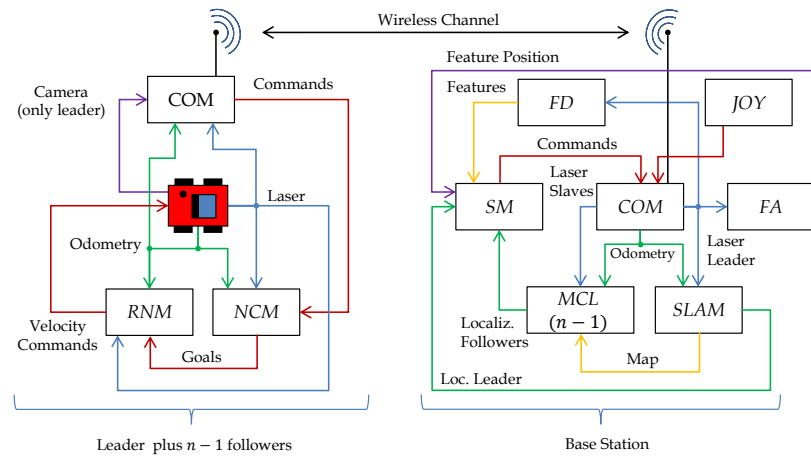 Wireless Channel
Feature Position
Camera
(only leader)
COM
Commands
Features
FD
JOY
Commands
Laser
Laser
Slaves
SM
COM
FA
Odometry
Odometry
Laser
Leader
RNM
NCM
MCL
(n − 1)
SLAM
Velocity
Commands
Localiz.
Followers
Goals
Map
Loc. Leader
Leader plus n − 1 followers
Base Station